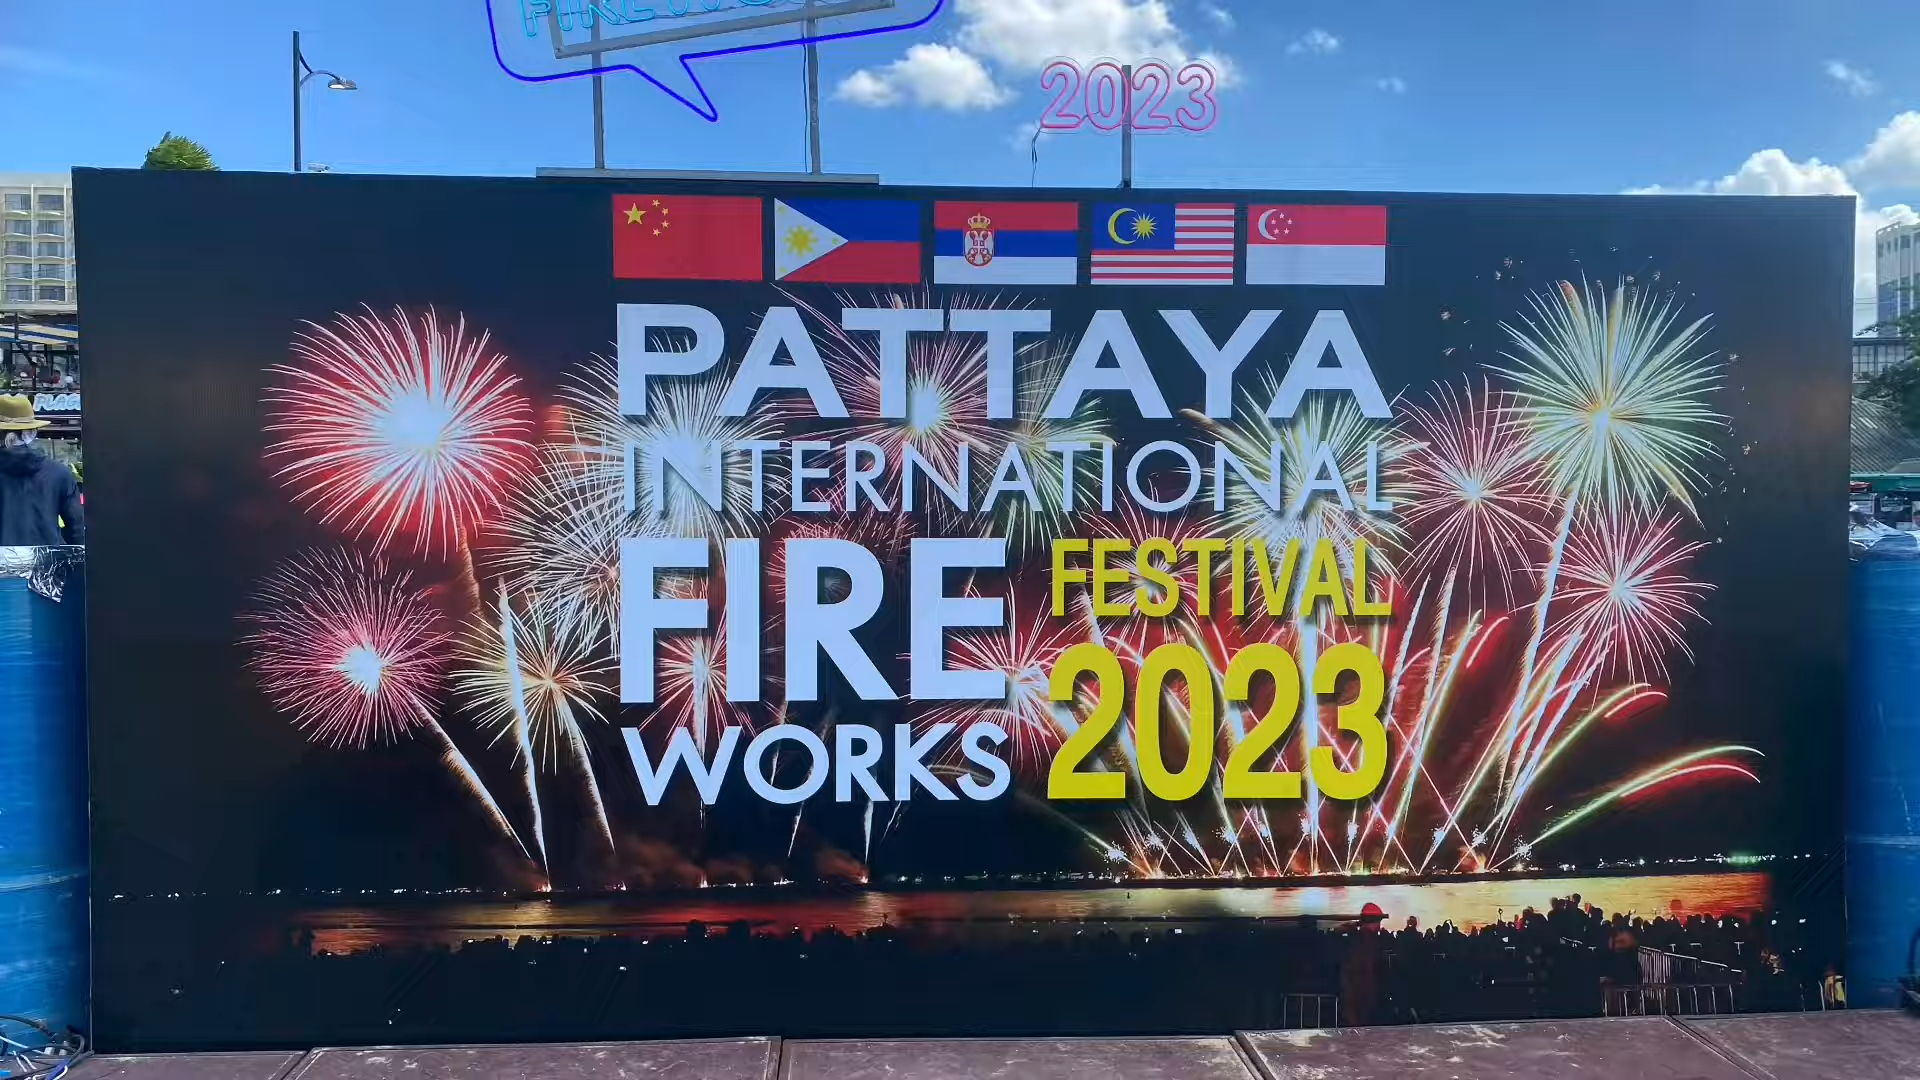 2023
PATTAYA
INTERNATIONAL
FIRE
FESTIVAL
WORKS
2023